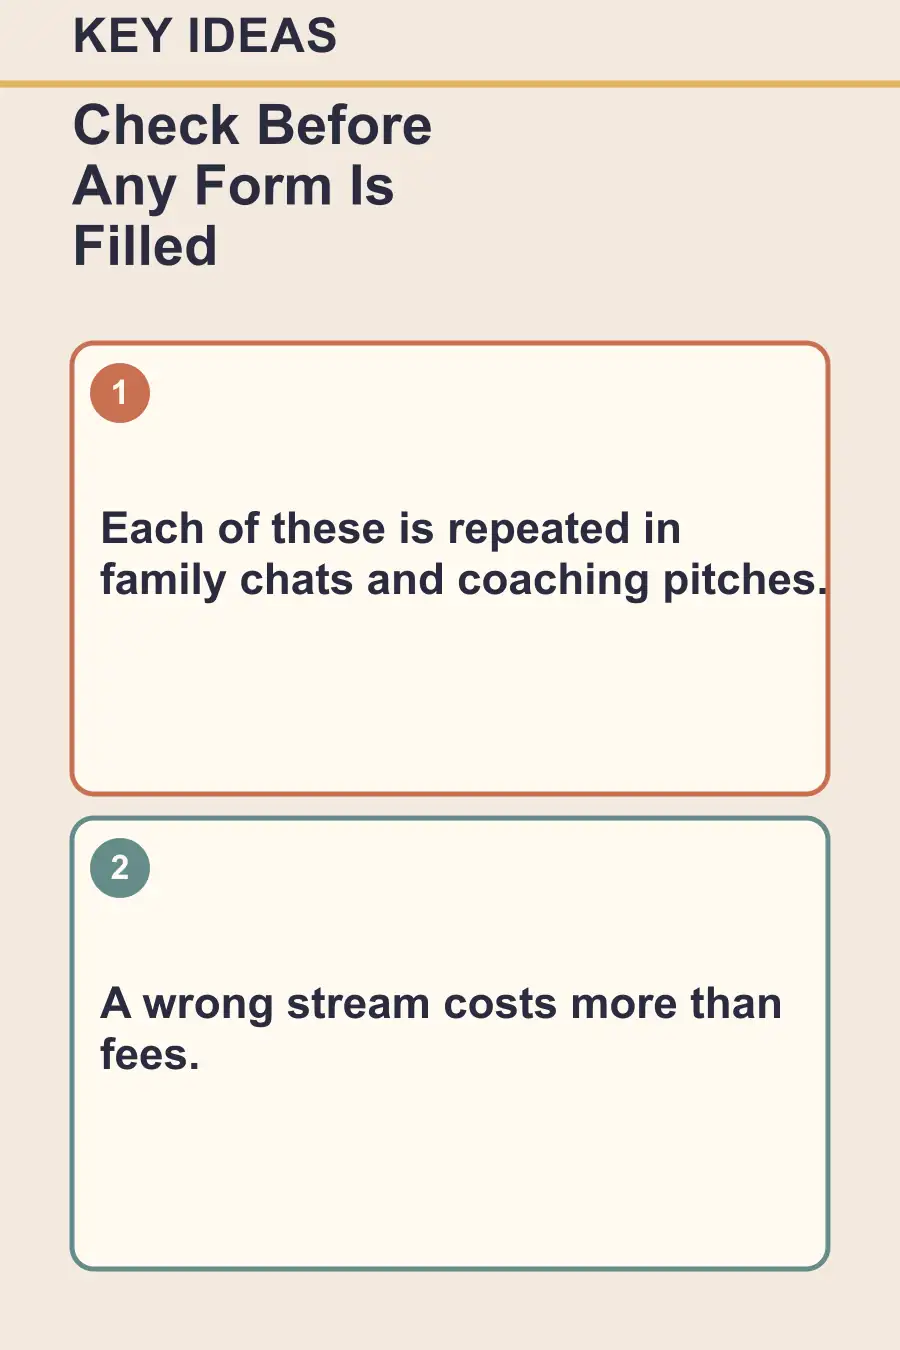 KEY IDEAS
Check Before
Any Form Is
Filled
1
Each of these is repeated in
family chats and coaching pitches.
2
A wrong stream costs more than
fees.